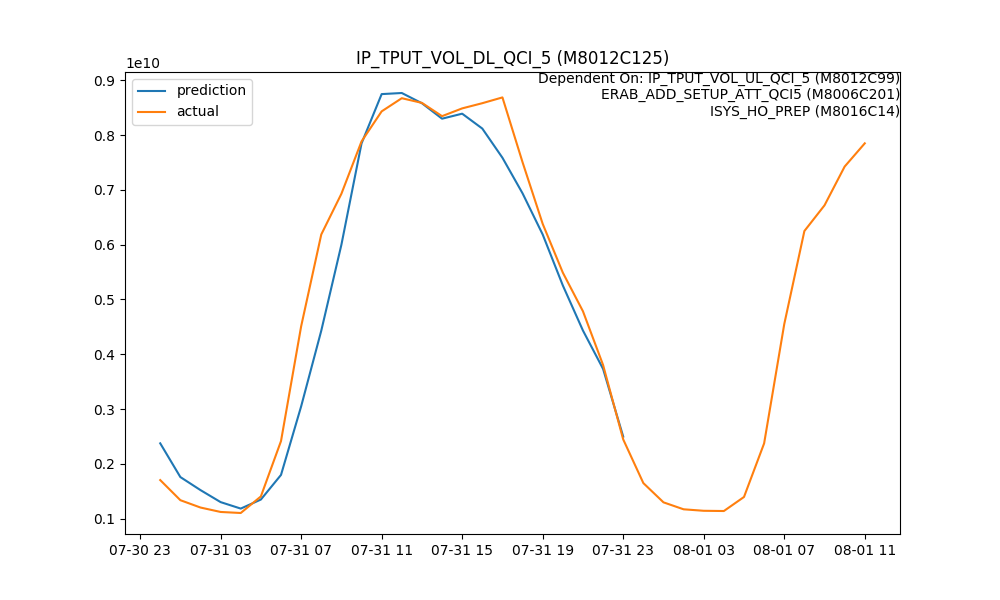 IP_TPUT_VOL_DL_QCI_5 (M8012C125)
1e10
Dependent On: IP_TPUT_VOL_UL_QCI_5 (M8012C99)
ERAB_ADD_SETUP_ATT_QCI5 (M8006C201)
ISYS_HO_PREP (M8016C14)
prediction
actual
0.9
0.8
0.7
0.6
0.5
0.4
0.3
0.2
0.1
07-30 23 07-31 03 07-31 07 07-31 11 07-31 15 07-31 19 07-31 23 08-01 03 08-01 07 08-01 11